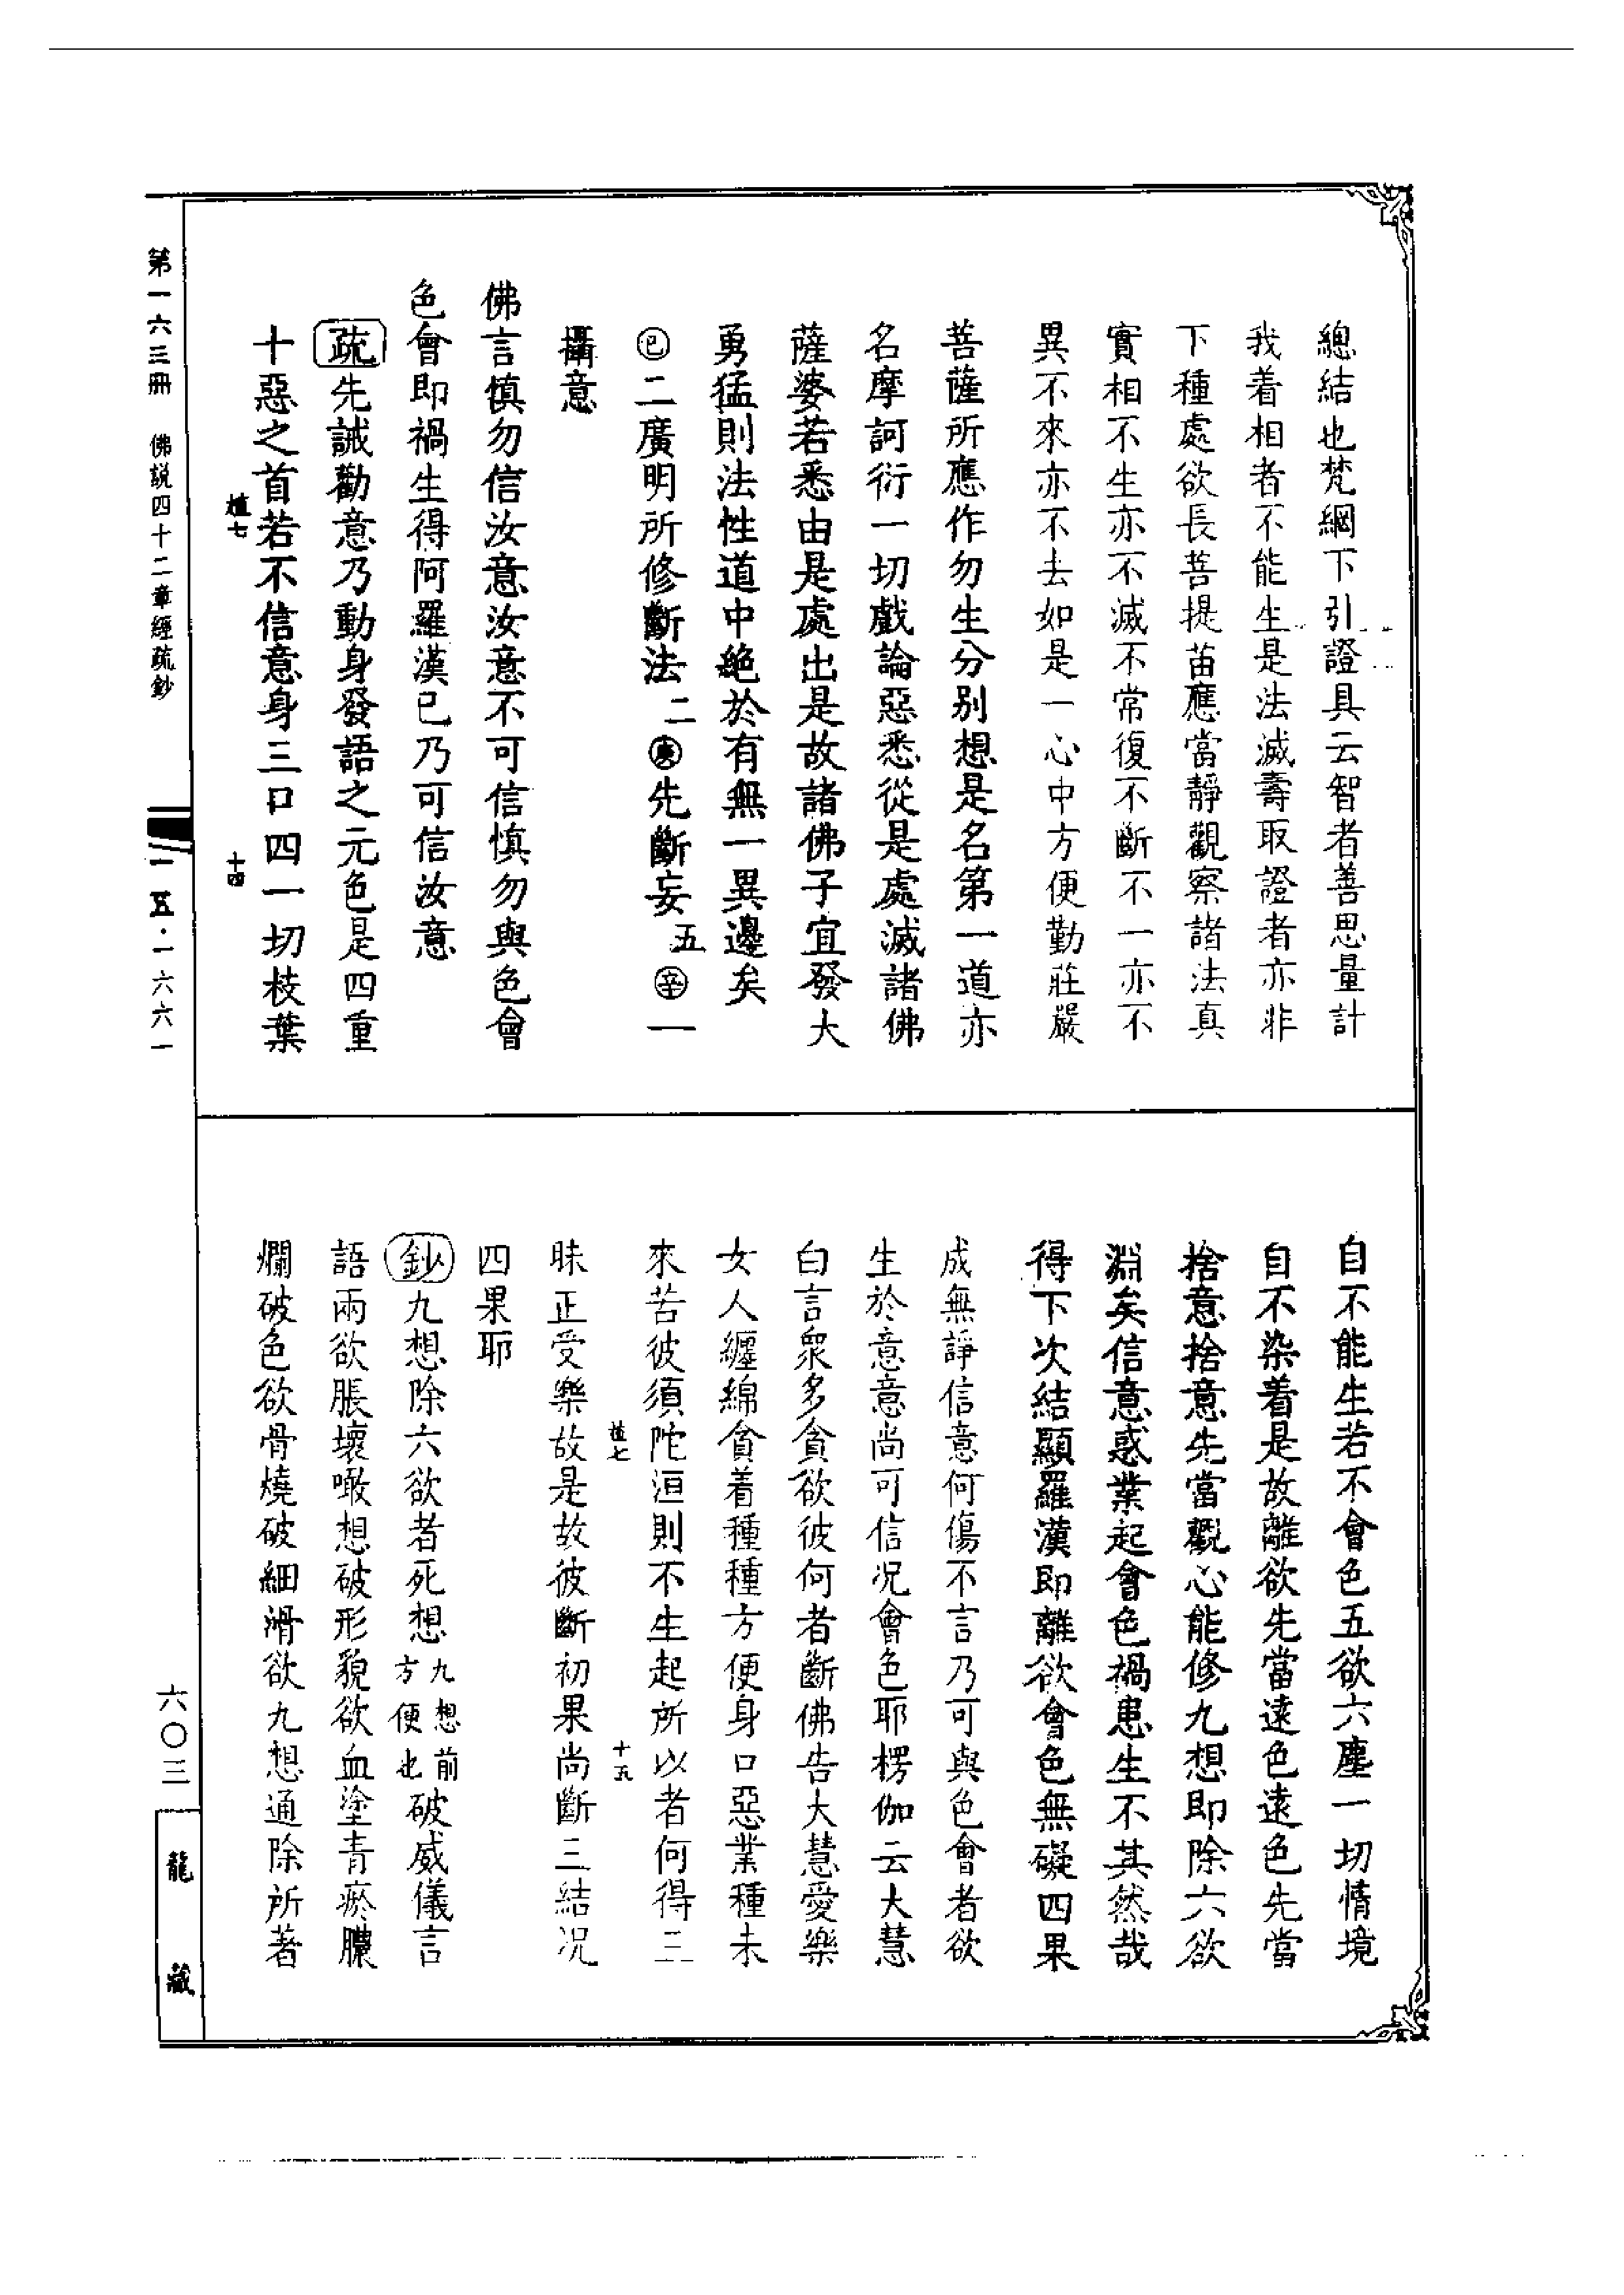 總結也梵網下引證具云智者善思量計
我着相者不能生是法滅壽取證者亦非
下種處欲長菩提苗應當靜觀察諸法真
實相不生亦不滅不常復不斷不一亦不
異不來亦不去如是一心中方便勤莊嚴
菩薩所應作勿生分別想是名第一道亦
名摩訶衍一切戲論惡悉從是處滅諸佛
薩婆若悉由是處出是故諸佛子宜發大
勇猛則法性道中絶於有無一異邊矣
㊁二廣明所修斷法二庚先斷妄五辛一
攝意
佛言慎勿信汝意汝意不可信慎勿與色會
色會即禍生得阿羅漢已乃可信汝意
疏先誡勸意乃動身發語之元色是四重
十惡之首若不信意身三口四一切枝葉
植七
十四
自不能生若不會色五欲六塵一切情境
自不染着是故離欲先當遠色遠色先當
捨意捨意先當觀心能修九想即除六欲
淵矣信意惑業起會色禍患生不其然哉
得下次結顯羅漢即離欲會色無礙四果
成無諍信意何傷不言乃可與色會者欲
生於意意尚可信况會色耶楞伽云大慧
白言衆多貪欲彼何者斷佛告大慧愛樂
女人纏綿貪着種種方便身口惡業種未
來苦彼須陀洹則不生起所以者何得三
植七
十五
昧正受樂故是故彼斷初果尚斷三結况
四果耶
鈔九想除六欲者死想九想前方便也破威儀言
語兩欲脹壞噉想破形貌欲血塗青瘀膿
爛破色欲骨燒破細滑欲九想通除所著
第一六三册 佛説四十二章經疏鈔
一五·一六六一
六〇三
龍藏